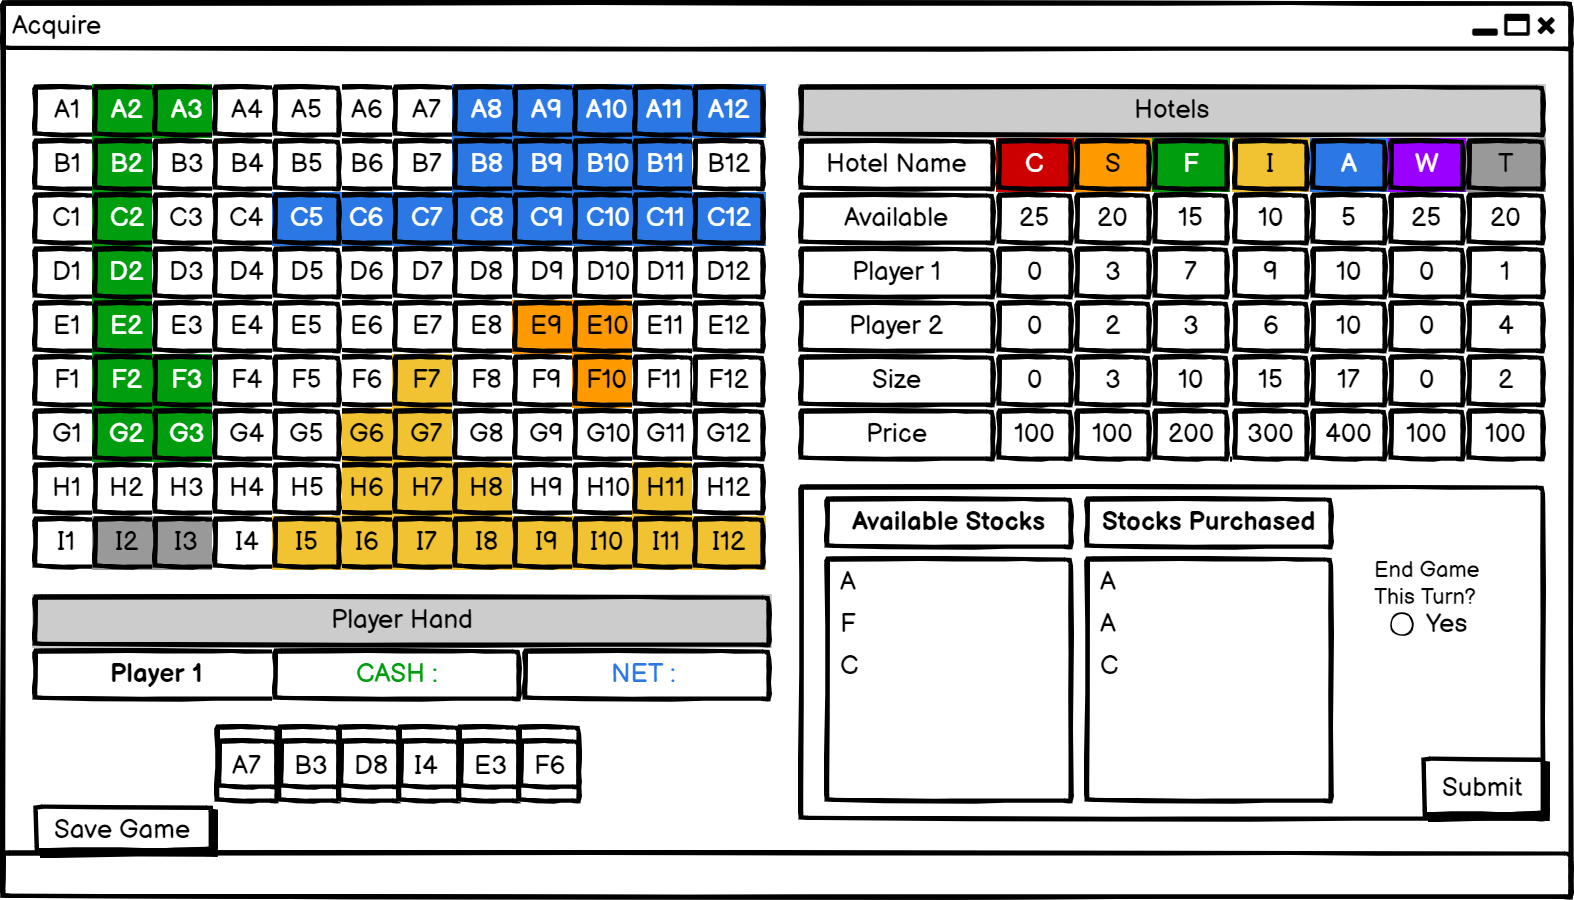 Acquire
A1 A2 A3 A4 A5 A6 A7 A8 A9 A10 A11 A12
B1 B2 B3 B4 B5 B6 B7 B8 B9 B10 B11 B12
C1 C2 C3 C4 C5 C6 C7 C8 C9 C10 C11 C12
D1 D2 D3 D4 D5 D6 D7 D8 D9 D10 D11 D12
E1 E2 E3 E4 E5 E6 E7 E8 E9 E10 E11 E12
F1 F2 F3 F4 F5 F6 F7 F8 F9 F10 F11 F12
G1 G2 G3 G4 G5 G6 G7 G8 G9 G10 G11 G12
H1 H2 H3 H4 H5 H6 H7 H8 H9 H10 H11 H12
I1 I2 I3 I4 I5 I6 I7 I8 I9 I10 I11 I12
Player Hand
Player 1 CASH : NET :
A7 B3 D8 I4 E3 F6
Save Game
Hotels
Hotel Name C S F I A W T
Available 25 20 15 10 5 25 20
Player 1 0 3 7 9 10 0 1
Player 2 0 2 3 6 10 0 4
Size 0 3 10 15 17 0 2
Price 100 100 200 300 400 100 100
Available Stocks
A
F
C
Stocks Purchased
A
A
C
End Game
This Turn?
Yes
Submit